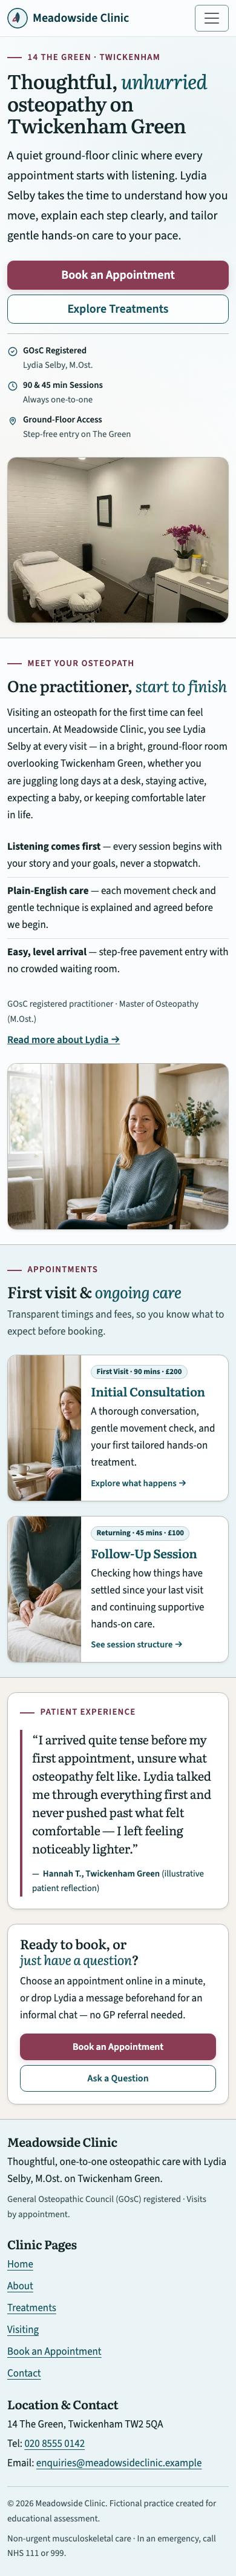 Meadowside Clinic
14 THE GREEN · TWICKENHAM
Thoughtful, unhurried
osteopathy on
Twickenham Green
A quiet ground-floor clinic where every
appointment starts with listening. Lydia
Selby takes the time to understand how you
move, explain each step clearly, and tailor
gentle hands-on care to your pace.
Book an Appointment
Explore Treatments
GOsC Registered
Lydia Selby, M.Ost.
90 & 45 min Sessions
Always one-to-one
Ground-Floor Access
Step-free entry on The Green
MEET YOUR OSTEOPATH
One practitioner, start to finish
Visiting an osteopath for the first time can feel
uncertain. At Meadowside Clinic, you see Lydia
Selby at every visit — in a bright, ground-floor room
overlooking Twickenham Green, whether you
are juggling long days at a desk, staying active,
expecting a baby, or keeping comfortable later
in life.
Listening comes first — every session begins with
your story and your goals, never a stopwatch.
Plain-English care — each movement check and
gentle technique is explained and agreed before
we begin.
Easy, level arrival — step-free pavement entry with
no crowded waiting room.
GOsC registered practitioner · Master of Osteopathy
(M.Ost.)
Read more about Lydia →
APPOINTMENTS
First visit & ongoing care
Transparent timings and fees, so you know what to
expect before booking.
First Visit · 90 mins · £200
Initial Consultation
A thorough conversation,
gentle movement check, and
your first tailored hands-on
treatment.
Explore what happens →
Returning · 45 mins · £100
Follow-Up Session
Checking how things have
settled since your last visit
and continuing supportive
hands-on care.
See session structure →
PATIENT EXPERIENCE
“I arrived quite tense before my
first appointment, unsure what
osteopathy felt like. Lydia talked
me through everything first and
never pushed past what felt
comfortable — I left feeling
noticeably lighter.”
— Hannah T., Twickenham Green (illustrative
patient reflection)
Ready to book, or
just have a question?
Choose an appointment online in a minute,
or drop Lydia a message beforehand for an
informal chat — no GP referral needed.
Book an Appointment
Ask a Question
Meadowside Clinic
Thoughtful, one-to-one osteopathic care with Lydia
Selby, M.Ost. on Twickenham Green.
General Osteopathic Council (GOsC) registered · Visits
by appointment.
Clinic Pages
Home
About
Treatments
Visiting
Book an Appointment
Contact
Location & Contact
14 The Green, Twickenham TW2 5QA
Tel: 020 8555 0142
Email: enquiries@meadowsideclinic.example
© 2026 Meadowside Clinic. Fictional practice created for
educational assessment.
Non-urgent musculoskeletal care · In an emergency, call
NHS 111 or 999.